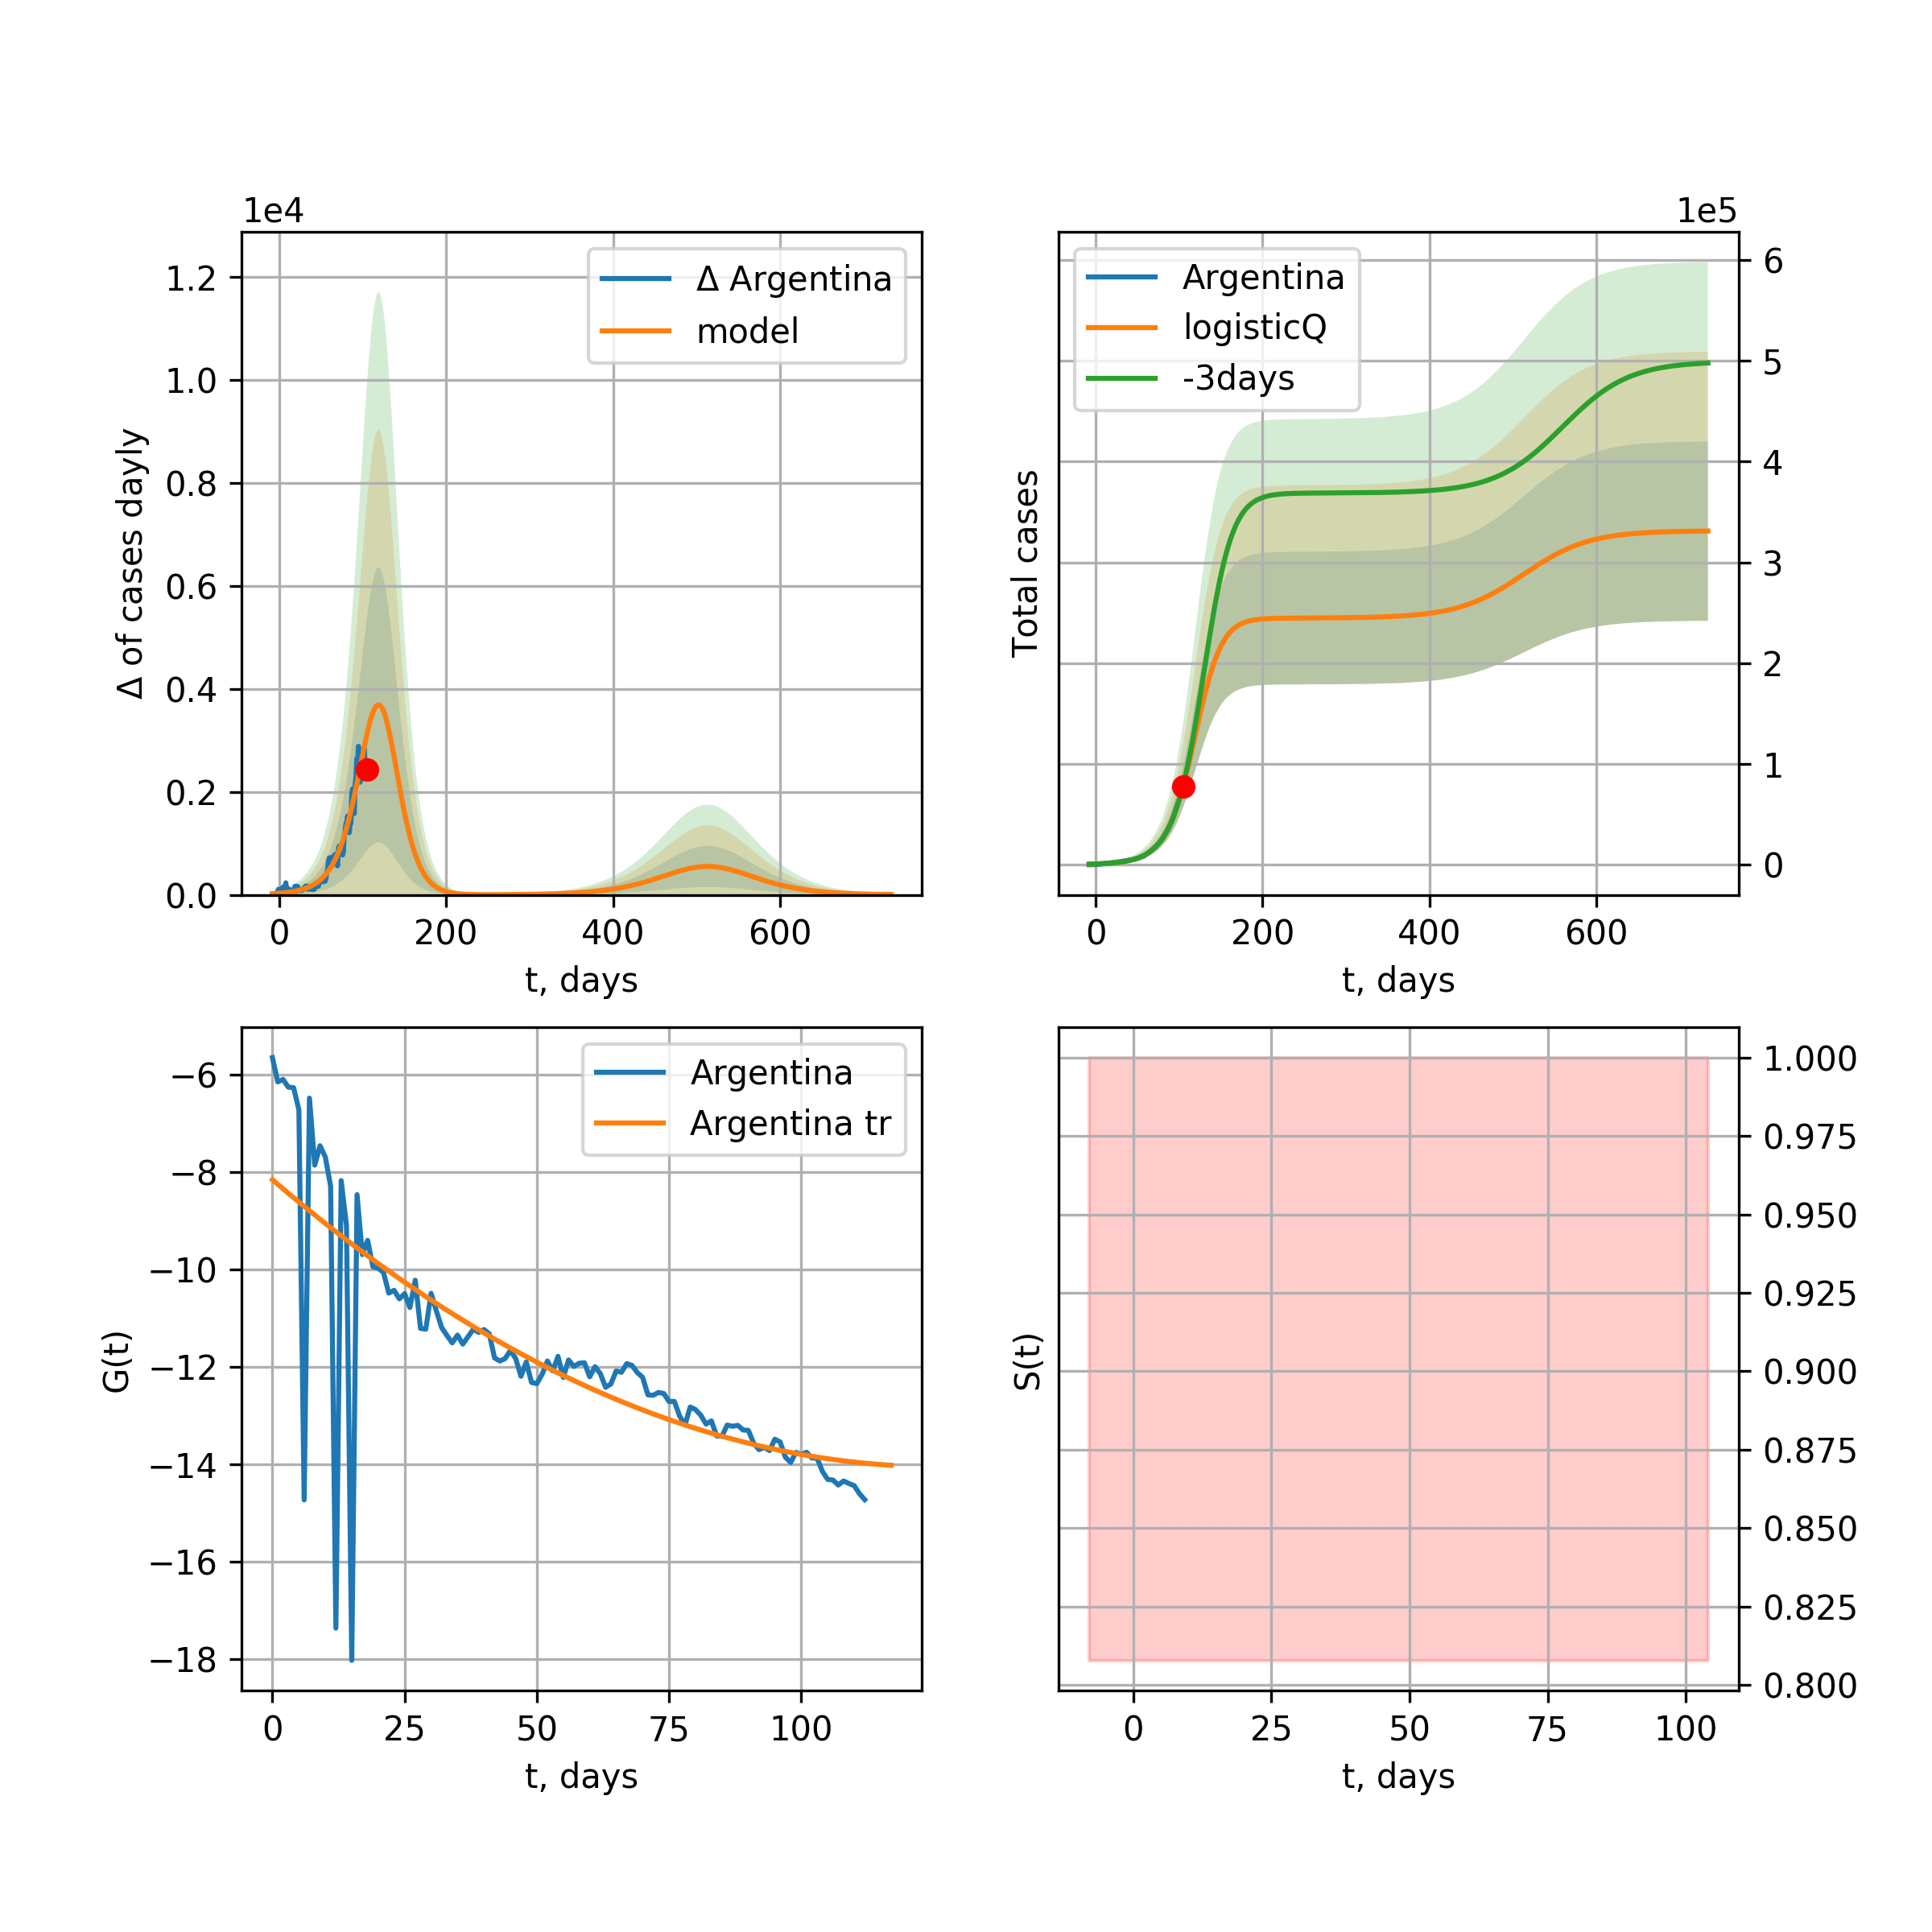 1e4
Δ of cases dayly
1.2
1.0
0.8
0.6
0.4
0.2
0.0
0 200 400 600
t, days
Δ Argentina
model
1e5
Total cases
6
5
4
3
2
1
0
0 200 400 600
t, days
Argentina
logisticQ
-3days
G(t)
−6
−8
−10
−12
−14
−16
−18
0 25 50 75 100
t, days
Argentina
Argentina tr
S(t)
1.000
0.975
0.950
0.925
0.900
0.875
0.850
0.825
0.800
0 25 50 75 100
t, days